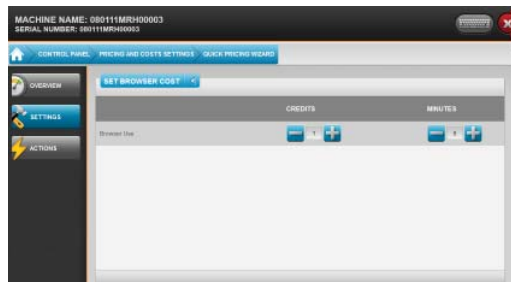 MACHINE NAME: 080111MRH00003
SERIAL NUMBER: 080111MRH00003
CONTROL PANEL PRICING AND COSTS SETTINGS QUICK PRICING WIZARD
OVERVIEW
SET BROWSER COST
CREDITS MINUTES
SETTINGS
Browser Use 1
ACTIONS